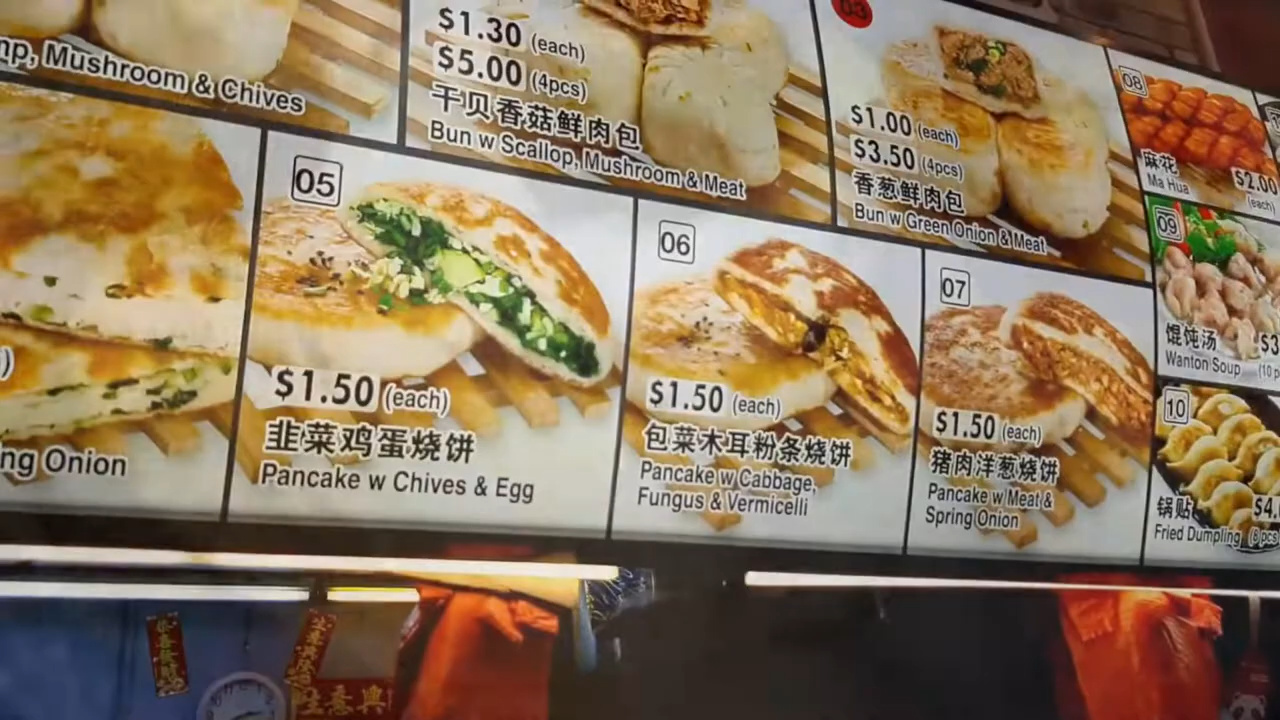 Mushroom & Chives
$1.30 (each)
$5.00 (4pcs)
干贝香菇鲜肉包
Bun w Scallop, Mushroom & Meat
03
$1.00 (each)
$3.50 (4pcs)
香葱鲜肉包
Bun w Green Onion & Meat
08
麻花
Ma Hua
$2.00
(each)
Onion
05
$1.50 (each)
韭菜鸡蛋烧饼
Pancake w Chives & Egg
06
$1.50 (each)
包菜木耳粉条烧饼
Pancake w Cabbage,
Fungus & Vermicelli
07
$1.50 (each)
猪肉洋葱烧饼
Pancake w Meat &
Spring Onion
09
馄饨汤
Wanton Soup
10
锅贴
Fried Dumpling
生意興